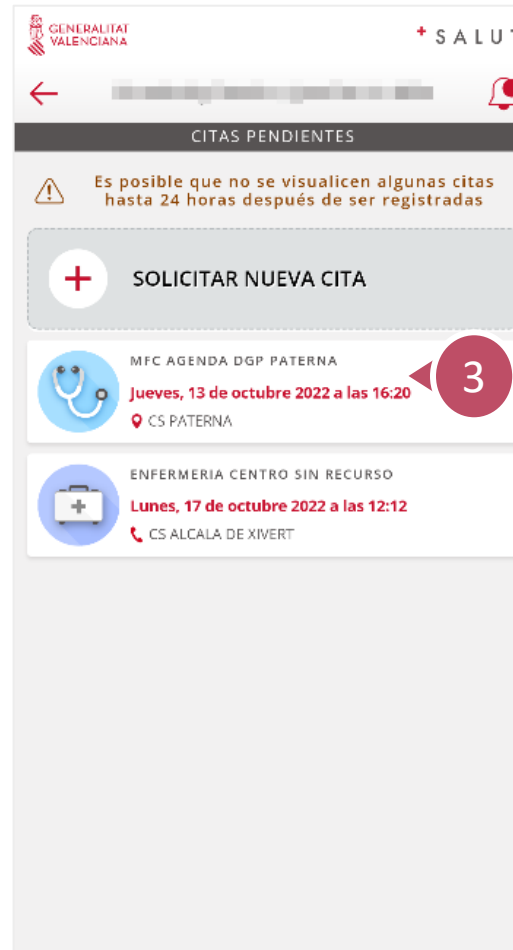 GENERALITAT
VALENCIANA
+ SALUT
CITAS PENDIENTES
Es posible que no se visualicen algunas citas
hasta 24 horas después de ser registradas
+ SOLICITAR NUEVA CITA
MFC AGENDA DGP PATERNA
Jueves, 13 de octubre 2022 a las 16:20
3
CS PATERNA
ENFERMERIA CENTRO SIN RECURSO
Lunes, 17 de octubre 2022 a las 12:12
CS ALCALA DE XIVERT